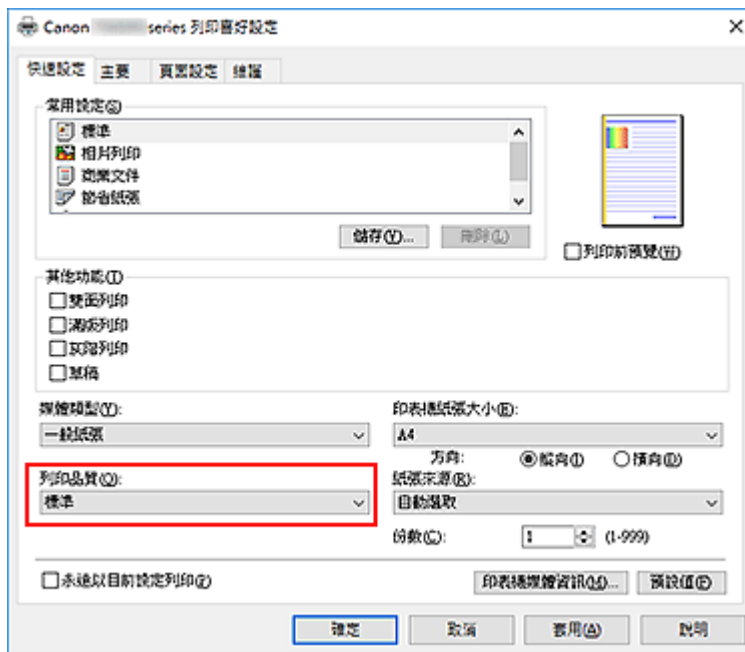 Canon series 列印喜好設定
快速設定 主要 頁面設定 維護
常用設定(S)
標準
相片列印
商業文件
節省紙張
儲存(Y)... 刪除(L)
列印前預覽(W)
其他功能(T)
雙面列印
滿版列印
灰階列印
草稿
媒體類型(Y): 印表機紙張大小(E):
一般紙張 A4
方向: 縱向(I) 橫向(D)
列印品質(Q): 紙張來源(R):
標準 自動選取
份數(C): 1 (1-999)
永遠以目前設定列印(P)
印表機媒體資訊(M)... 預設值(F)
確定 取消 套用(A) 說明